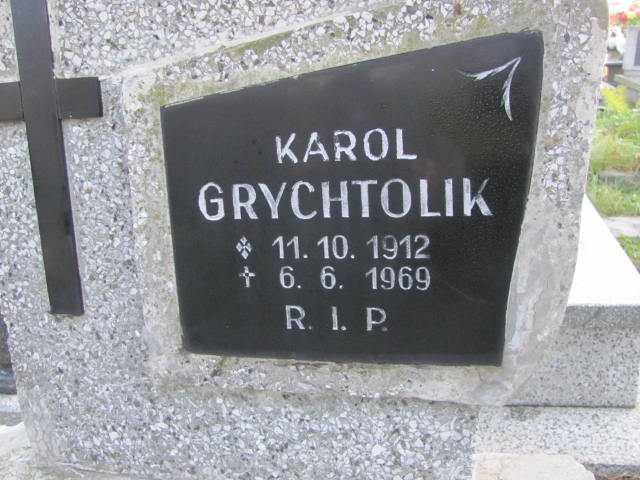 KAROL
GRYCHTOLIK
11. 10. 1912
6. 6. 1969
R. I. P.